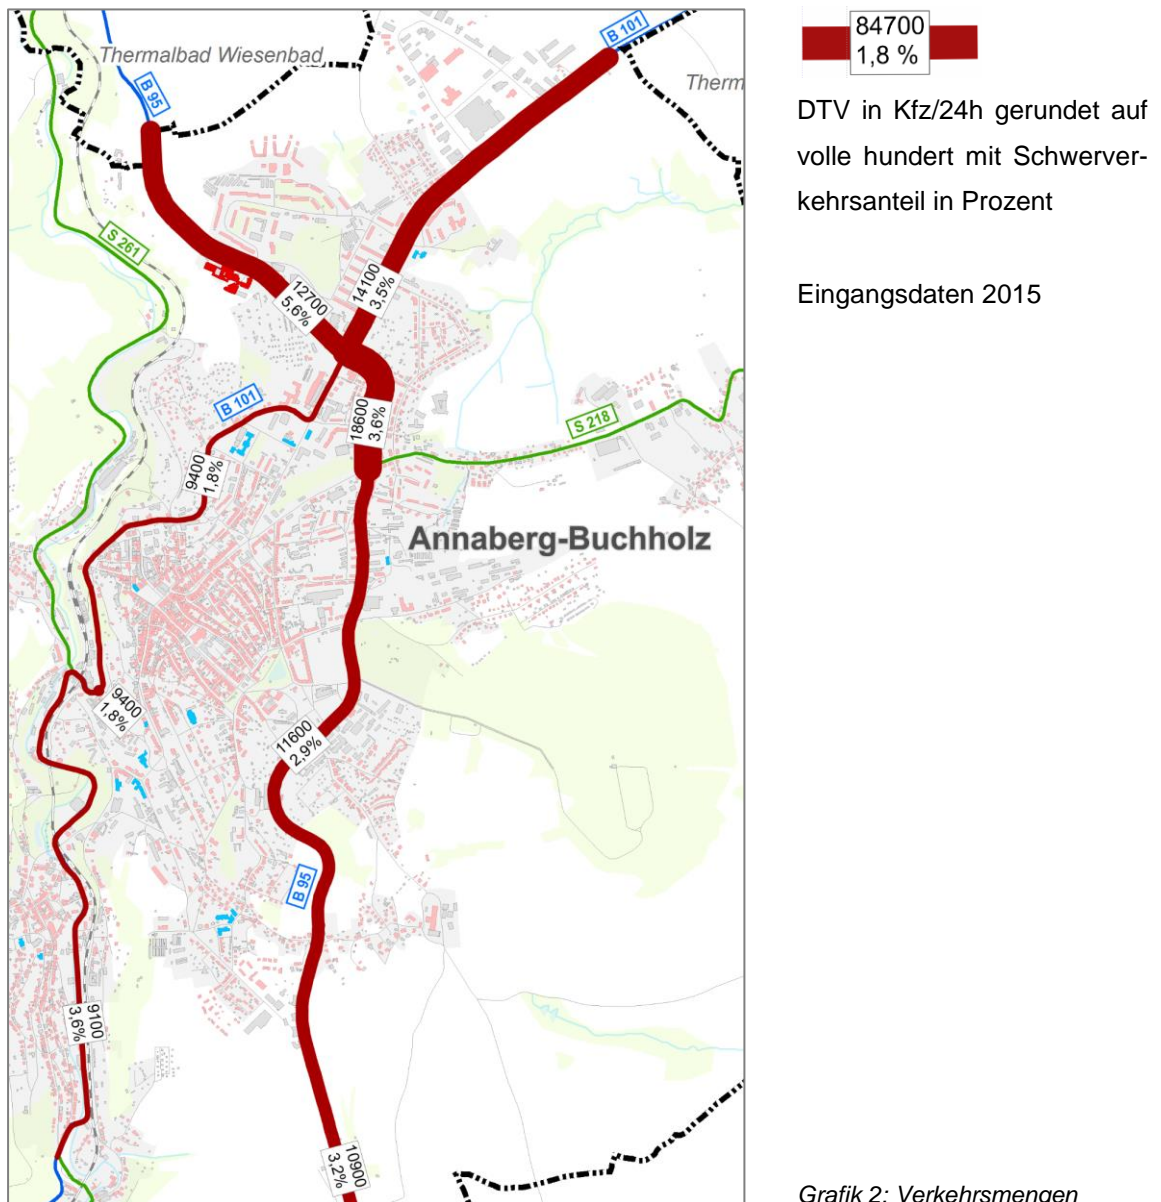 Thermalbad Wiesenbad
B 95
B 101
Therm
S 261
12700
5,6%
14100
3,5%
B 101
18600
3,6%
S 218
9400
1,8%
Annaberg-Buchholz
9400
1,8%
11600
2,9%
B 95
9100
3,6%
10900
3,2%
84700
1,8 %
DTV in Kfz/24h gerundet auf
volle hundert mit Schwerver-
kehrsanteil in Prozent
Eingangsdaten 2015
Grafik 2: Verkehrsmengen